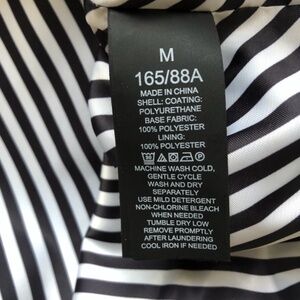 M
165/88A
MADE IN CHINA
SHELL: COATING:
POLYURETHANE
BASE FABRIC:
100% POLYESTER
LINING:
100% POLYESTER
MACHINE WASH COLD,
GENTLE CYCLE
WASH AND DRY
SEPARATELY
USE MILD DETERGENT
NON-CHLORINE BLEACH
WHEN NEEDED
TUMBLE DRY LOW
REMOVE PROMPTLY
AFTER LAUNDERING
COOL IRON IF NEEDED